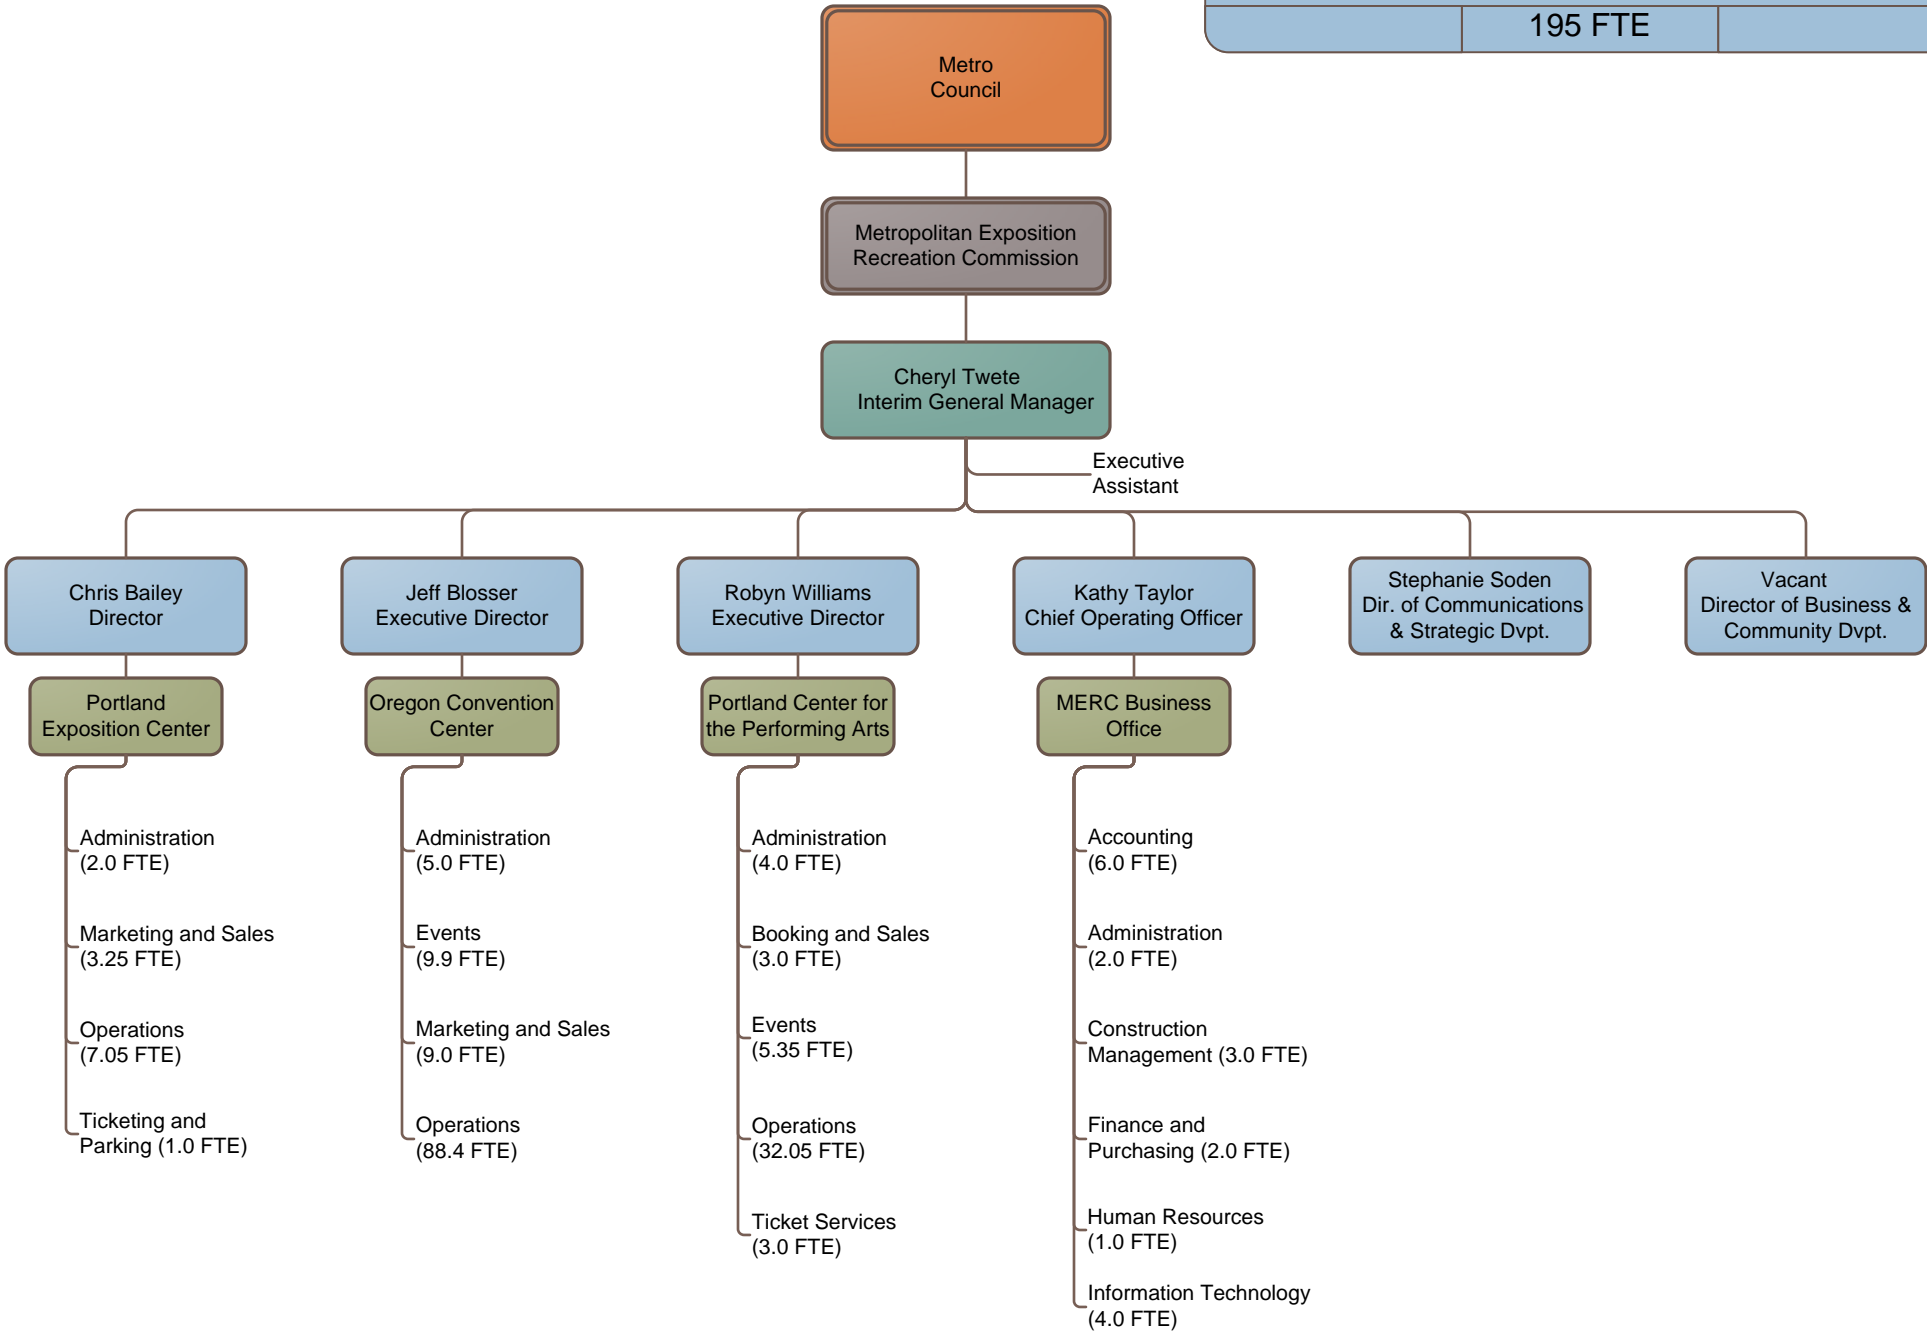 195 FTE
Metro
Council
Metropolitan Exposition
Recreation Commission
Cheryl Twete
Interim General Manager
Executive
Assistant
Chris Bailey
Director
Jeff Blosser
Executive Director
Robyn Williams
Executive Director
Kathy Taylor
Chief Operating Officer
Stephanie Soden
Dir. of Communications
& Strategic Dvpt.
Vacant
Director of Business &
Community Dvpt.
Portland
Exposition Center
Oregon Convention
Center
Portland Center for
the Performing Arts
MERC Business
Office
Administration
(2.0 FTE)
Marketing and Sales
(3.25 FTE)
Operations
(7.05 FTE)
Ticketing and
Parking (1.0 FTE)
Administration
(5.0 FTE)
Events
(9.9 FTE)
Marketing and Sales
(9.0 FTE)
Operations
(88.4 FTE)
Administration
(4.0 FTE)
Booking and Sales
(3.0 FTE)
Events
(5.35 FTE)
Operations
(32.05 FTE)
Ticket Services
(3.0 FTE)
Accounting
(6.0 FTE)
Administration
(2.0 FTE)
Construction
Management (3.0 FTE)
Finance and
Purchasing (2.0 FTE)
Human Resources
(1.0 FTE)
Information Technology
(4.0 FTE)